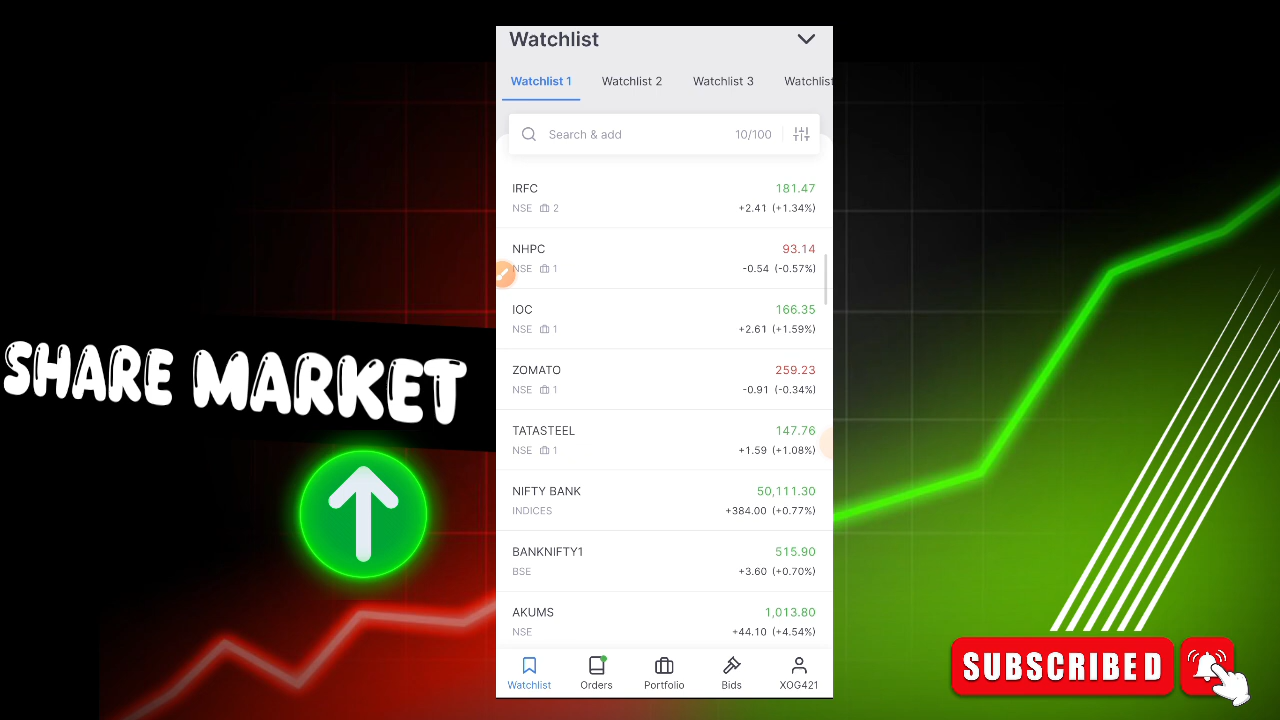 Watchlist
Watchlist 1 Watchlist 2 Watchlist 3 Watchlist
Search & add 10/100
IRFC 181.47
NSE 2 +2.41 (+1.34%)
NHPC 93.14
NSE 1 -0.54 (-0.57%)
IOC 166.35
NSE 1 +2.61 (+1.59%)
ZOMATO 259.23
NSE 1 -0.91 (-0.34%)
TATASTEEL 147.76
NSE 1 +1.59 (+1.08%)
NIFTY BANK 50,111.30
INDICES +384.00 (+0.77%)
BANKNIFTY1 515.90
BSE +3.60 (+0.70%)
AKUMS 1,013.80
NSE +44.10 (+4.54%)
Watchlist Orders Portfolio Bids XOG421
SHARE MARKET
SUBSCRIBED